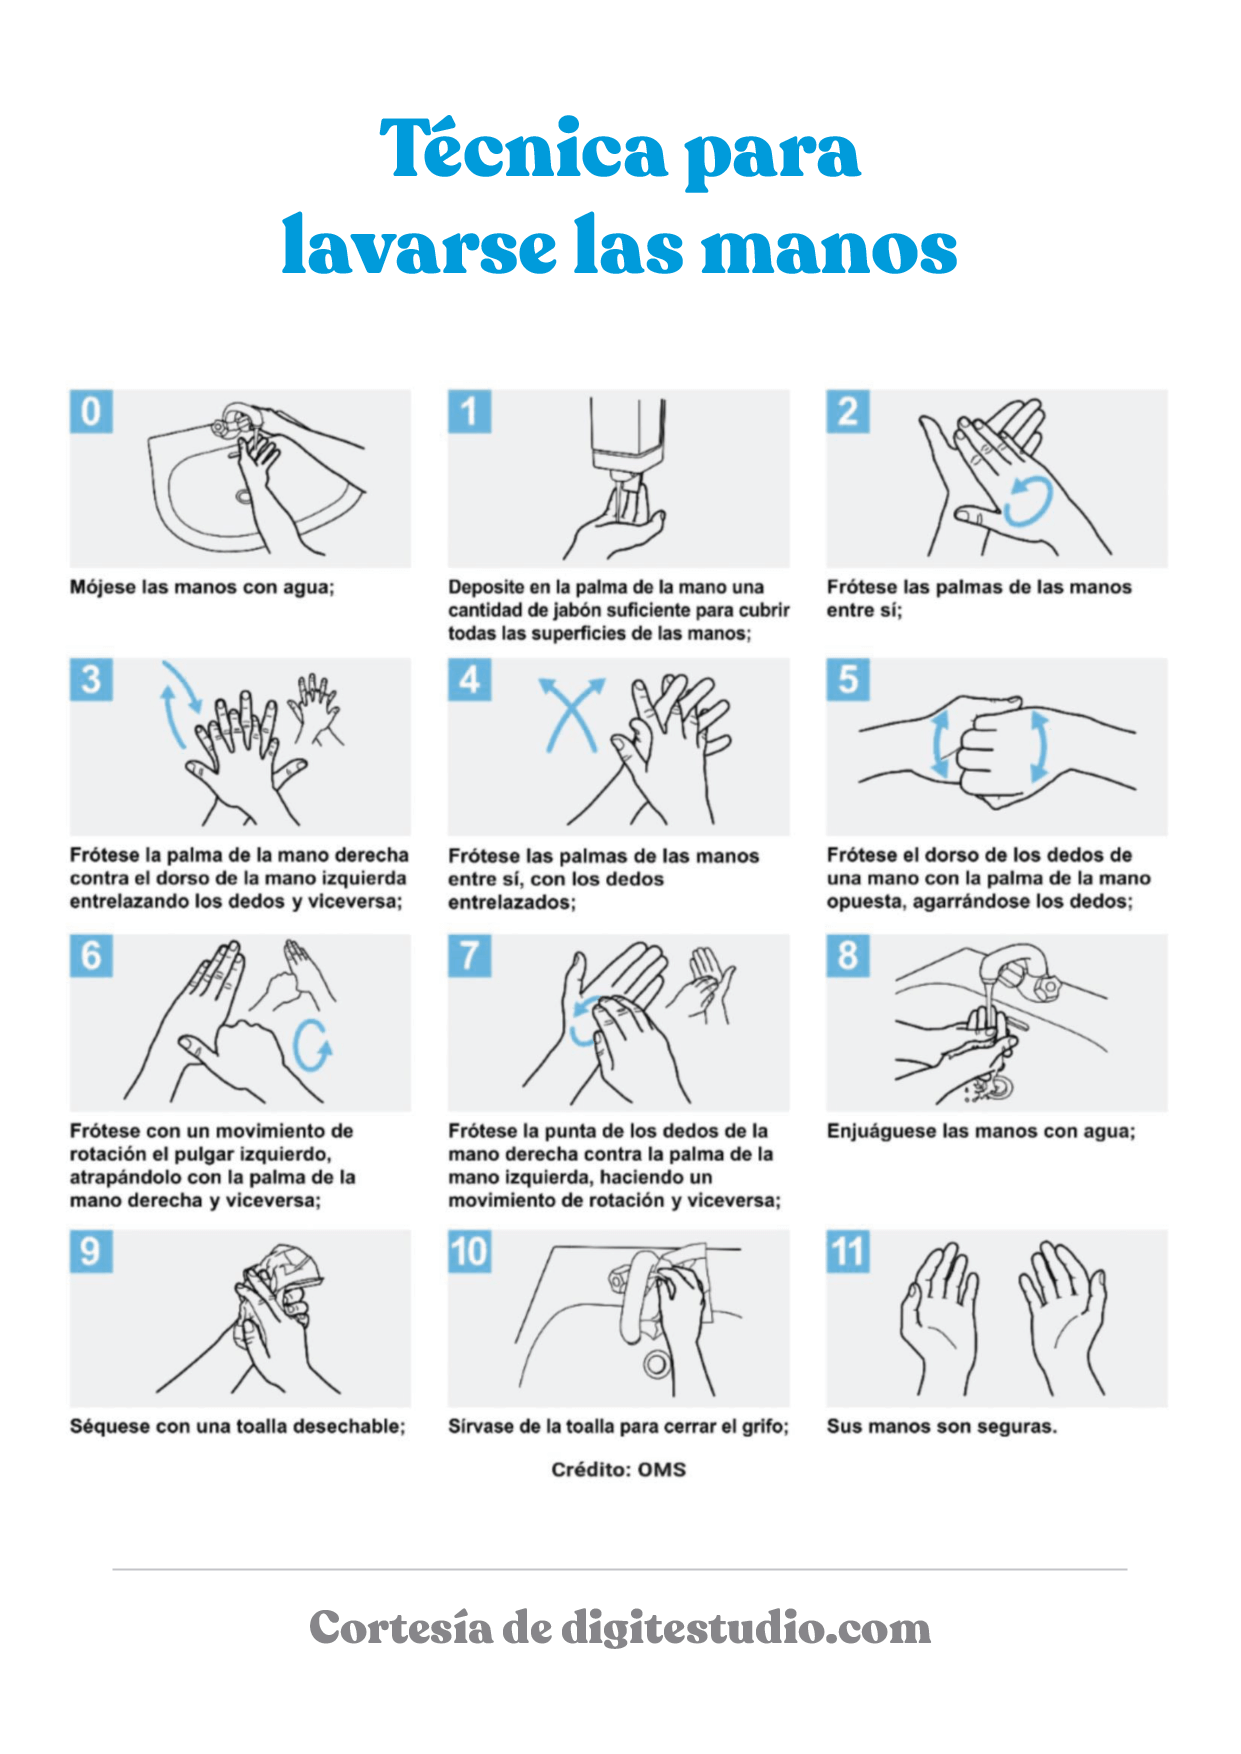 Técnica para
lavarse las manos
0
Mójese las manos con agua;
1
Deposite en la palma de la mano una
cantidad de jabón suficiente para cubrir
todas las superficies de las manos;
2
Frótese las palmas de las manos
entre sí;
3
Frótese la palma de la mano derecha
contra el dorso de la mano izquierda
entrelazando los dedos y viceversa;
4
Frótese las palmas de las manos
entre sí, con los dedos
entrelazados;
5
Frótese el dorso de los dedos de
una mano con la palma de la mano
opuesta, agarrándose los dedos;
6
Frótese con un movimiento de
rotación el pulgar izquierdo,
atrapándolo con la palma de la
mano derecha y viceversa;
7
Frótese la punta de los dedos de la
mano derecha contra la palma de la
mano izquierda, haciendo un
movimiento de rotación y viceversa;
8
Enjuáguese las manos con agua;
9
Séquese con una toalla desechable;
10
Sírvase de la toalla para cerrar el grifo;
11
Sus manos son seguras.
Crédito: OMS
Cortesía de digitestudio.com